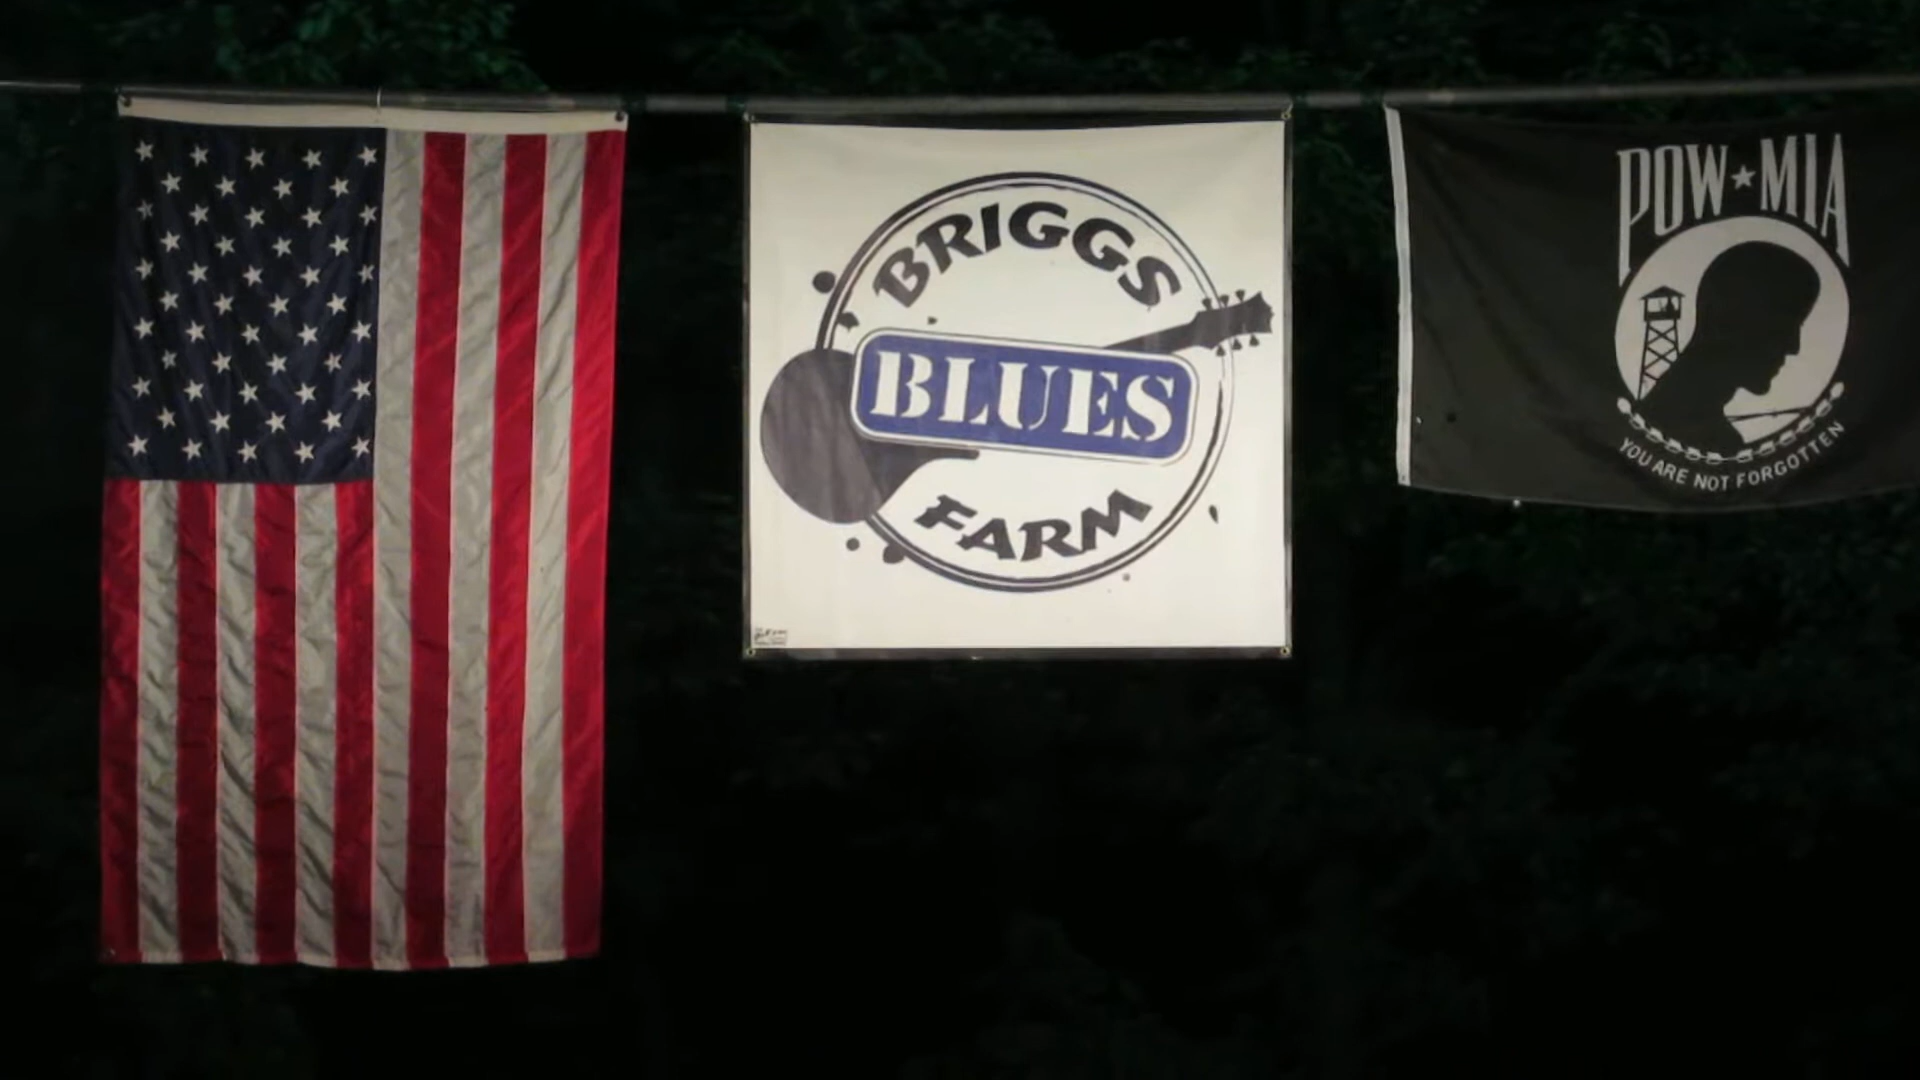 BRIGGS
BLUES
FARM
POW★MIA
YOU ARE NOT FORGOTTEN